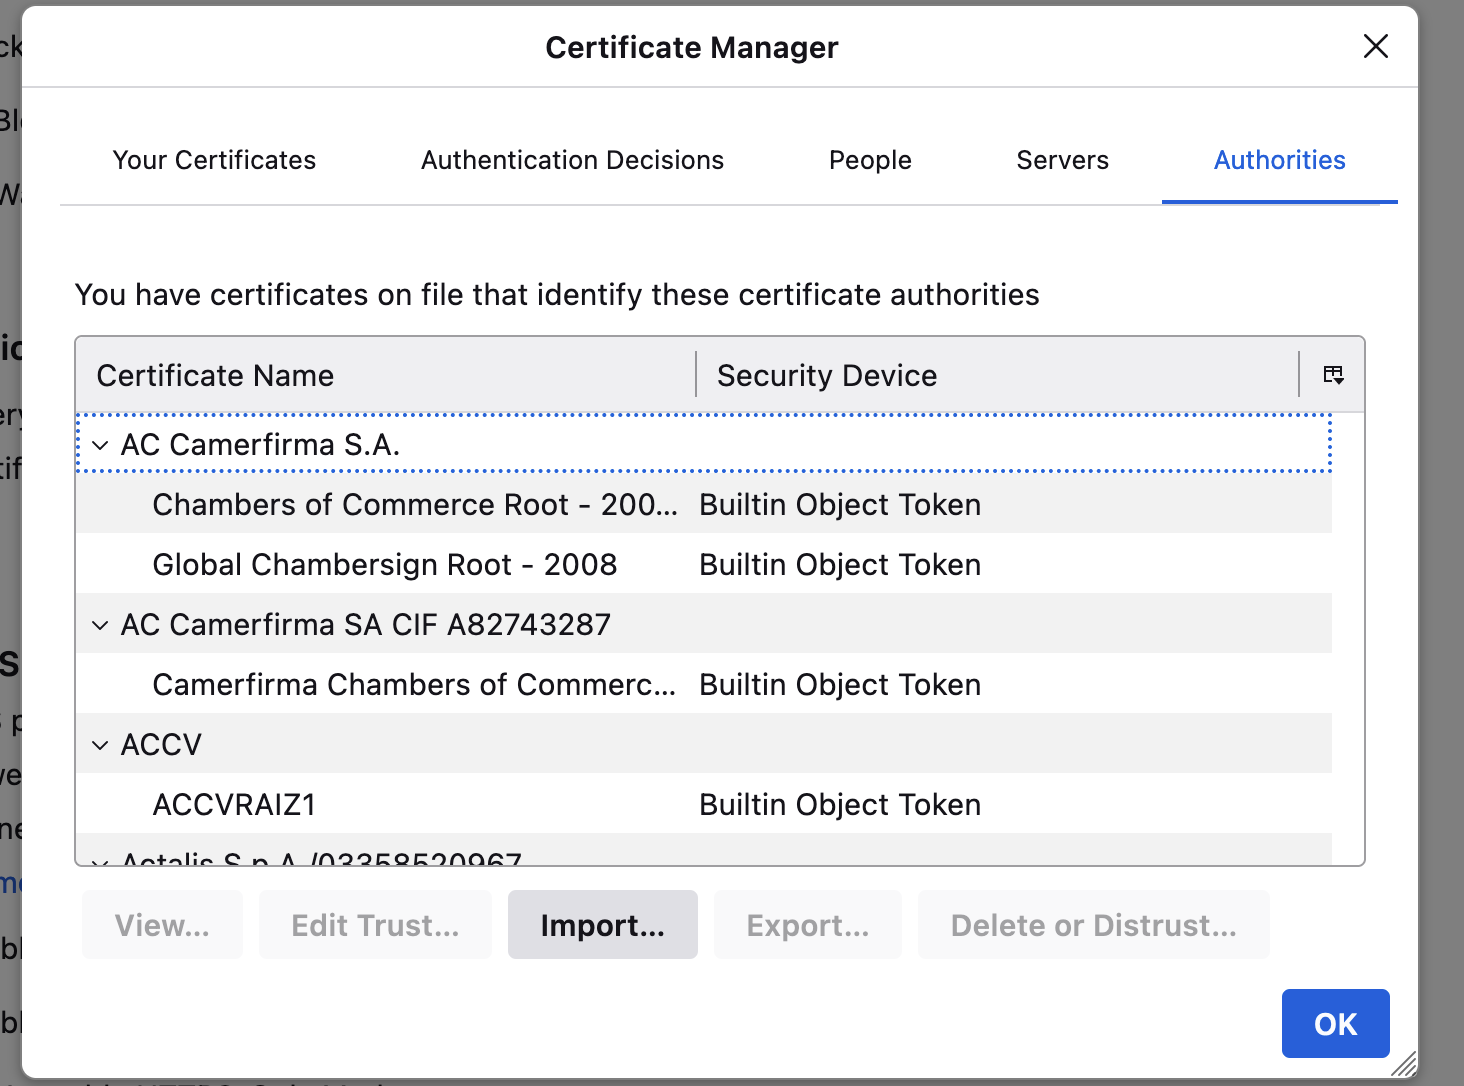 Certificate Manager
Your Certificates Authentication Decisions People Servers Authorities
You have certificates on file that identify these certificate authorities
Certificate Name Security Device
AC Camerfirma S.A.
Chambers of Commerce Root - 200... Builtin Object Token
Global Chambersign Root - 2008 Builtin Object Token
AC Camerfirma SA CIF A82743287
Camerfirma Chambers of Commerc... Builtin Object Token
ACCV
ACCVRAIZ1 Builtin Object Token
Actalis S.p.A./03358520967
View... Edit Trust... Import... Export... Delete or Distrust...
OK